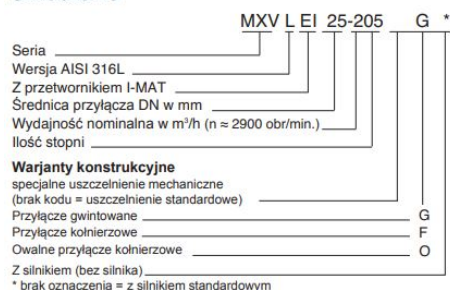 MXV L EI 25-205 G *
Seria
Wersja AISI 316L
Z przetwornikiem I-MAT
Średnica przyłącza DN w mm
Wydajność nominalna w m³/h (n ≈ 2900 obr/min.)
Ilość stopni
Warjanty konstrukcyjne
specjalne uszczelnienie mechaniczne
(brak kodu = uszczelnienie standardowe)
Przyłącze gwintowane G
Przyłącze kołnierzowe F
Owalne przyłącze kołnierzowe O
Z silnikiem (bez silnika)
* brak oznaczenia = z silnikiem standardowym